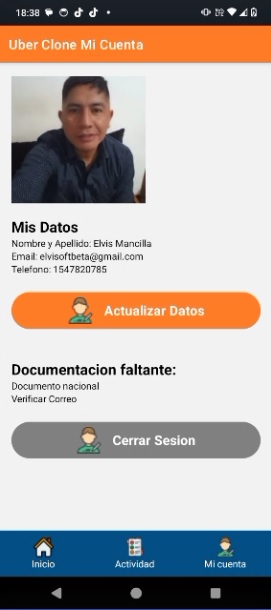 18:38
Uber Clone Mi Cuenta
Mis Datos
Nombre y Apellido: Elvis Mancilla
Email: elvisoftbeta@gmail.com
Telefono: 1547820785
Actualizar Datos
Documentacion faltante:
Documento nacional
Verificar Correo
Cerrar Sesion
Inicio Actividad Mi cuenta